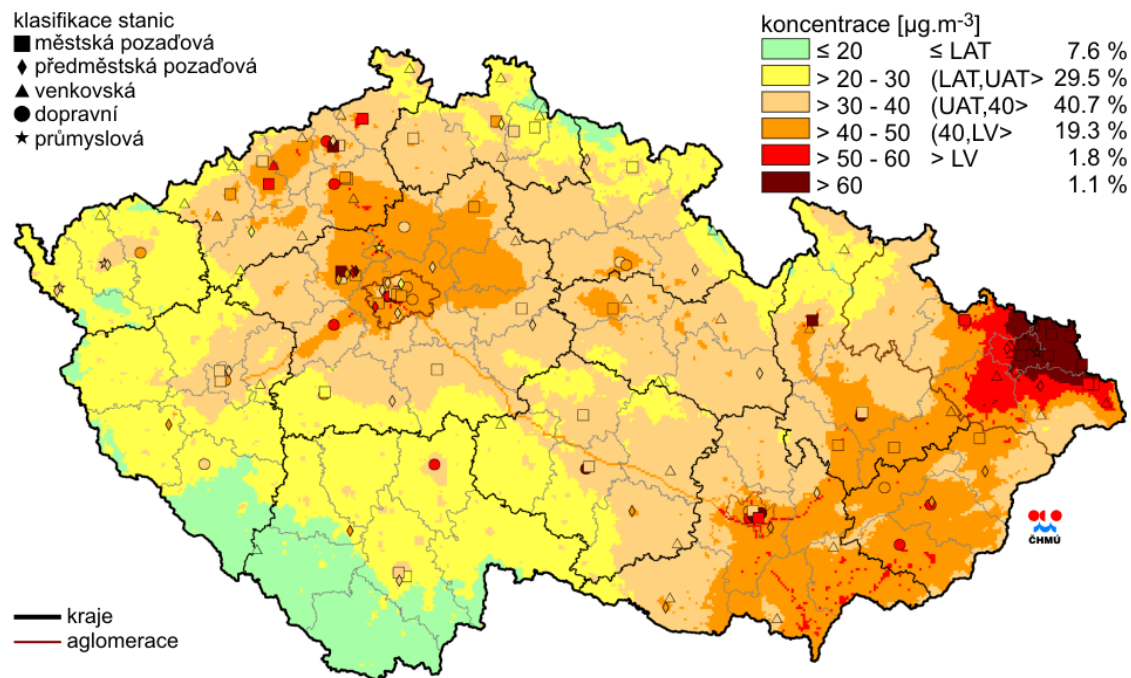 klasifikace stanic
městská pozaďová
předměstská pozaďová
venkovská
dopravní
průmyslová
koncentrace [µg.m-3]
≤ 20 ≤ LAT 7.6 %
> 20 - 30 (LAT,UAT> 29.5 %
> 30 - 40 (UAT,40> 40.7 %
> 40 - 50 (40,LV> 19.3 %
> 50 - 60 > LV 1.8 %
> 60 1.1 %
ČHMÚ
kraje
aglomerace